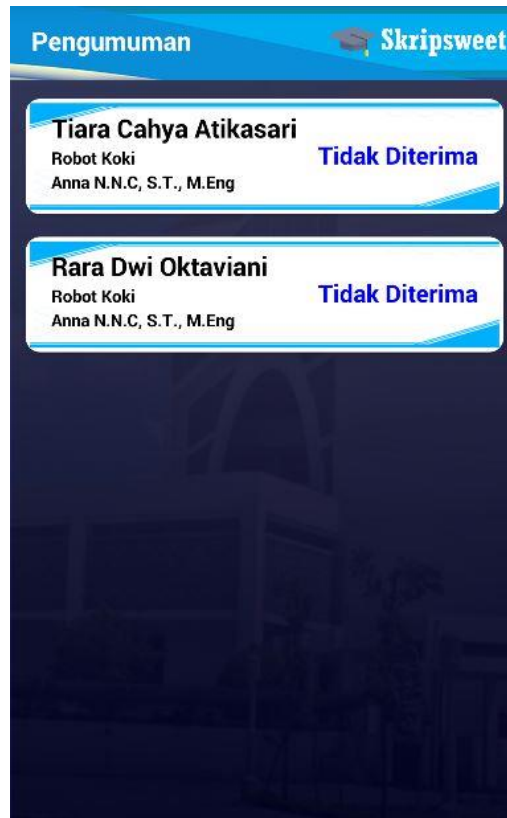 Pengumuman
Skripsweet
Tiara Cahya Atikasari
Robot Koki
Tidak Diterima
Anna N.N.C, S.T., M.Eng
Rara Dwi Oktaviani
Robot Koki
Tidak Diterima
Anna N.N.C, S.T., M.Eng